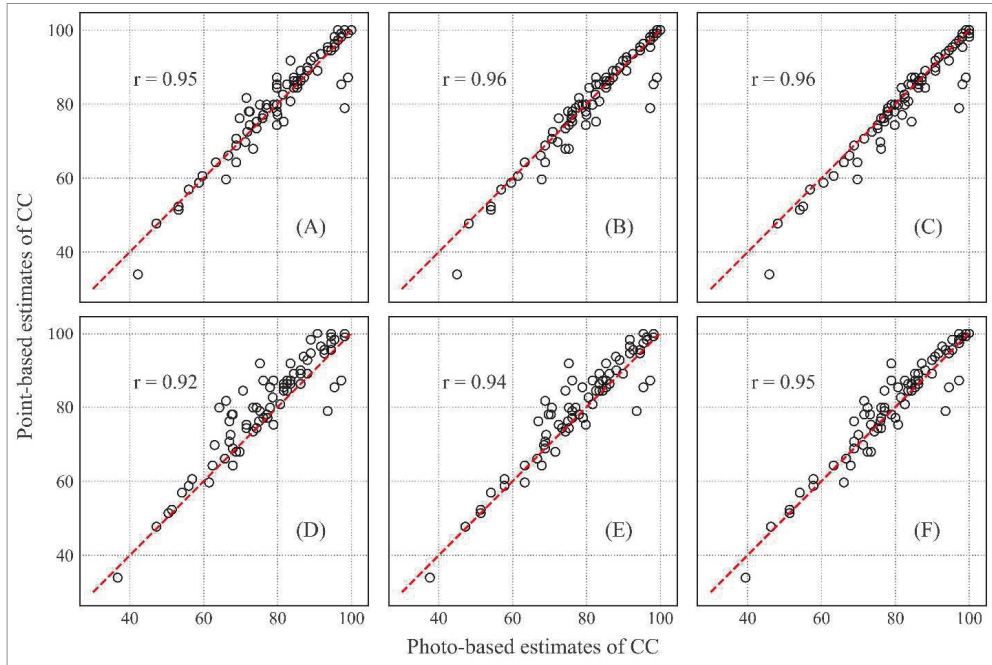 100
80
60
40
r = 0.95
(A)
r = 0.96
(B)
r = 0.96
(C)
Point-based estimates of CC
100
80
60
40
r = 0.92
(D)
r = 0.94
(E)
r = 0.95
(F)
40 60 80 100 40 60 80 100 40 60 80 100
Photo-based estimates of CC